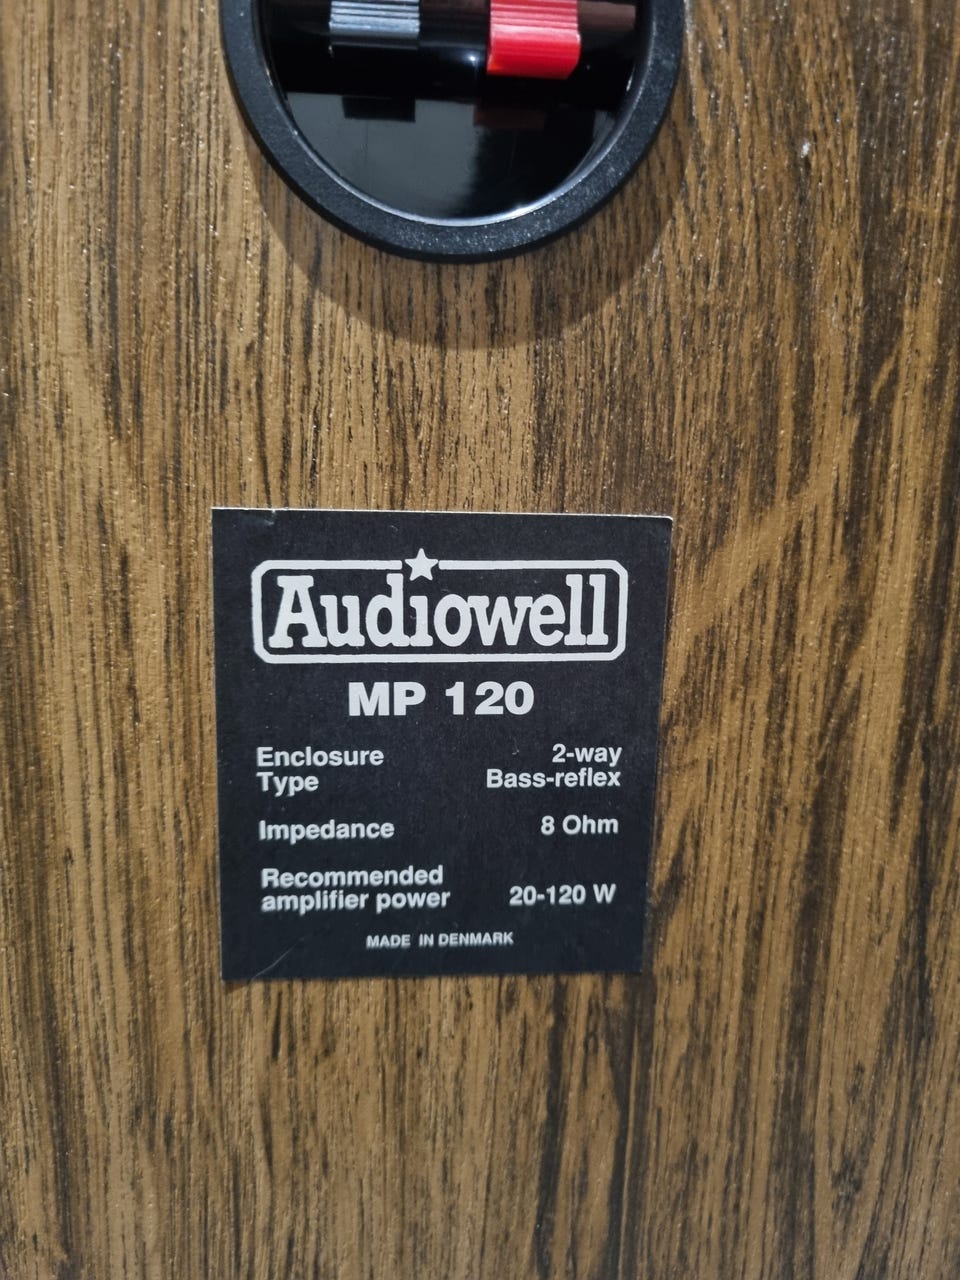 Audiowell
MP 120
Enclosure 2-way
Type Bass-reflex
Impedance 8 Ohm
Recommended
amplifier power 20-120 W
MADE IN DENMARK